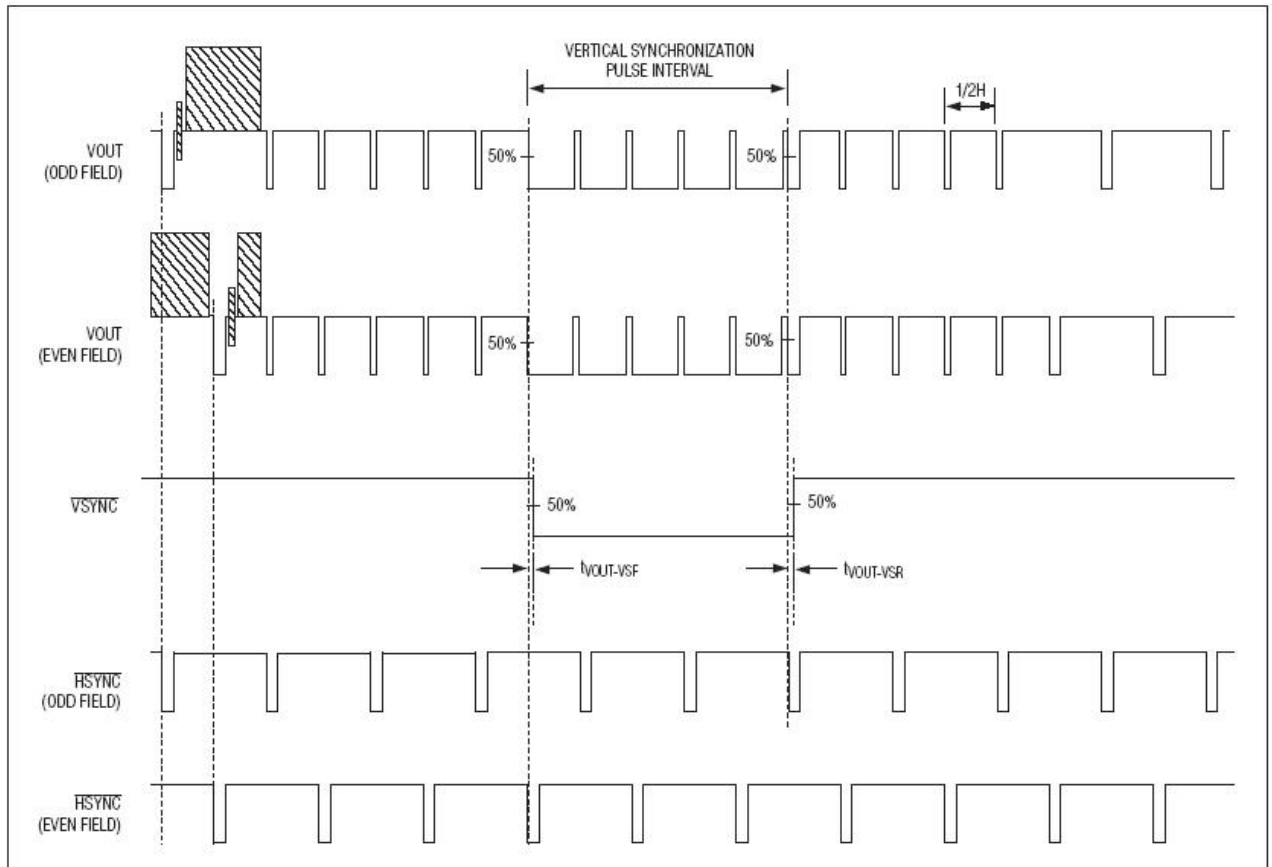 VERTICAL SYNCHRONIZATION
PULSE INTERVAL
1/2H
VOUT
(ODD FIELD)
50%
50%
VOUT
(EVEN FIELD)
50%
50%
VSYNC
50%
50%
tVOUT-VSF
tVOUT-VSR
HSYNC
(ODD FIELD)
HSYNC
(EVEN FIELD)